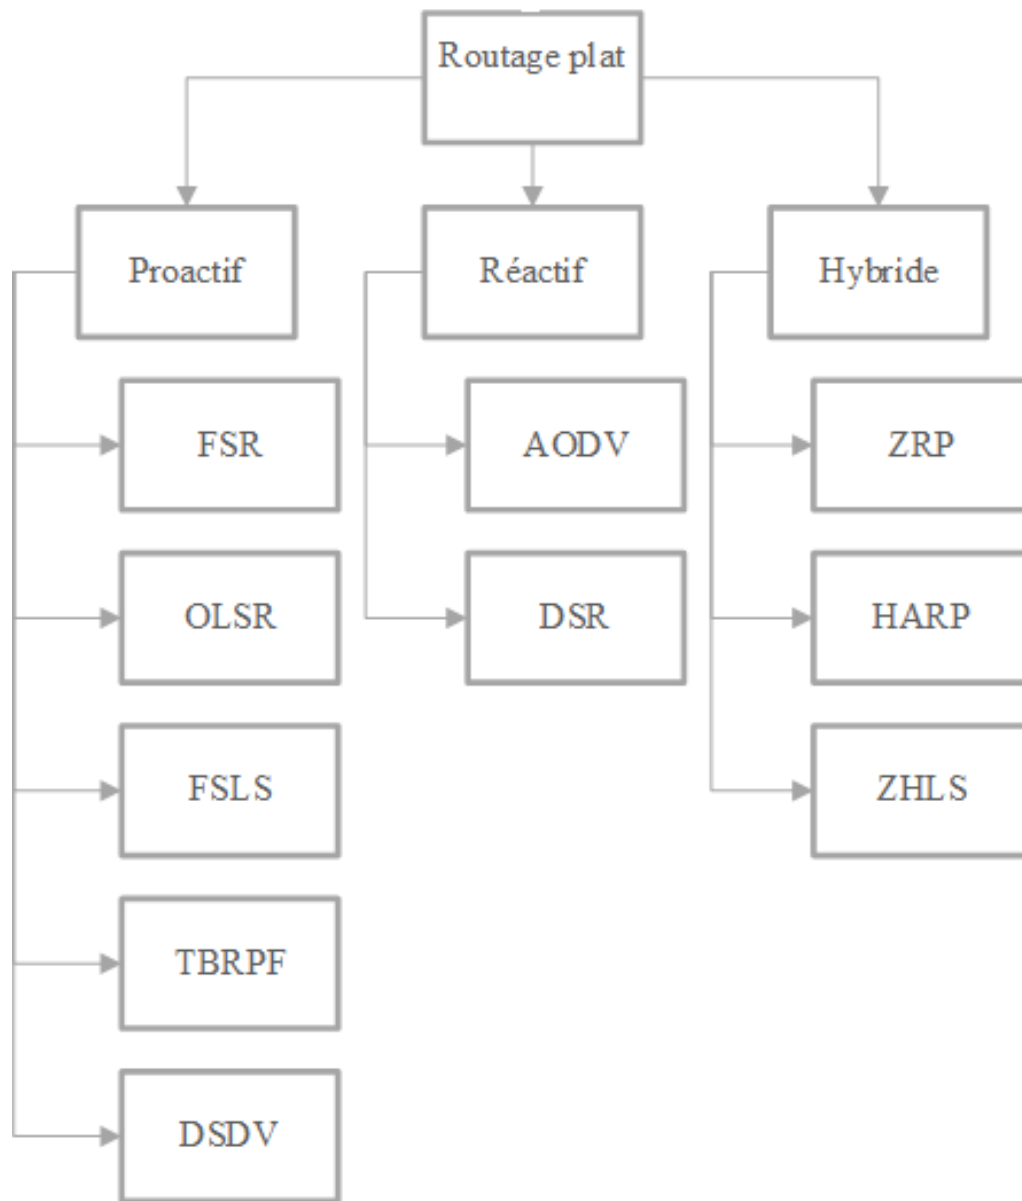 Routage plat
Proactif
Réactif
Hybride
FSR
AODV
ZRP
OLSR
DSR
HARP
FSLS
ZHLS
TBRPF
DSDV